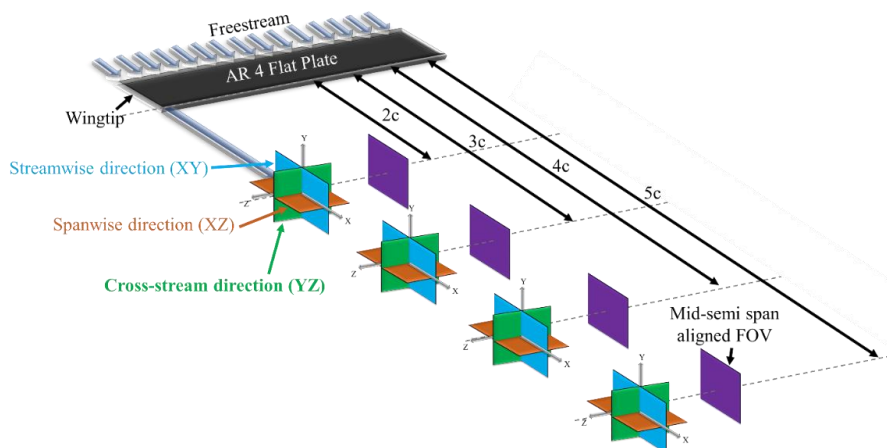 Freestream
AR 4 Flat Plate
Wingtip
2c
3c
4c
5c
Streamwise direction (XY)
Spanwise direction (XZ)
Cross-stream direction (YZ)
Y
Z
X
Y
Z
X
Y
Z
X
Y
Z
X
Mid-semi span
aligned FOV